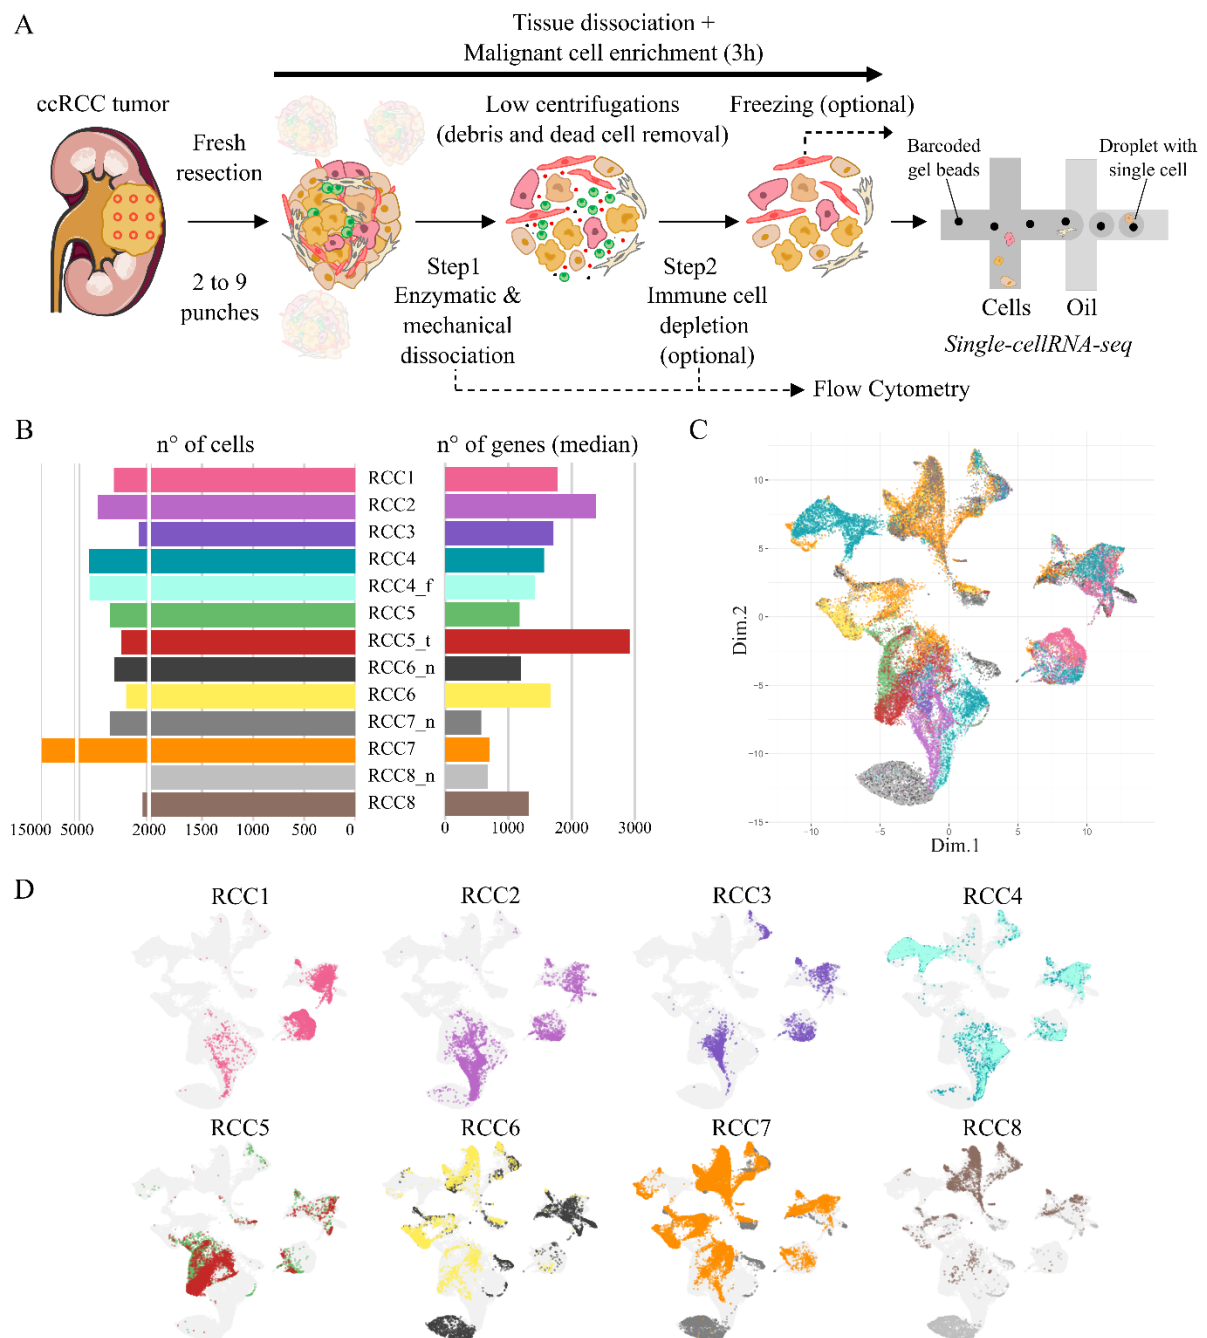 A
Tissue dissociation +
Malignant cell enrichment (3h)
ccRCC tumor
Fresh
resection
2 to 9
punches
Low centrifugations
(debris and dead cell removal)
Freezing (optional)
Step1
Enzymatic &
mechanical
dissociation
Step2
Immune cell
depletion
(optional)
Flow Cytometry
Barcoded
gel beads
Droplet with
single cell
Cells
Oil
Single-cellRNA-seq
B
n° of cells
n° of genes (median)
RCC1
RCC2
RCC3
RCC4
RCC4_f
RCC5
RCC5_t
RCC6_n
RCC6
RCC7_n
RCC7
RCC8_n
RCC8
15000 5000 2000 1500 1000 500 0
0 1000 2000 3000
C
Dim.2
10
5
0
−5
−10
−15
−10 −5 0 5 10
Dim.1
D
RCC1
RCC2
RCC3
RCC4
RCC5
RCC6
RCC7
RCC8